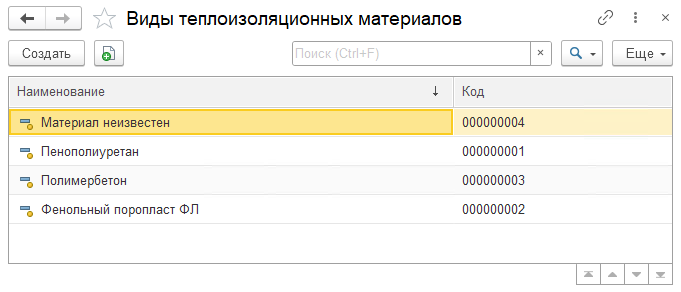 Виды теплоизоляционных материалов
Создать
Поиск (Ctrl+F)
×
Еще
Наименование ↓ Код
Материал неизвестен 000000004
Пенополиуретан 000000001
Полимербетон 000000003
Фенольный поропласт ФЛ 000000002